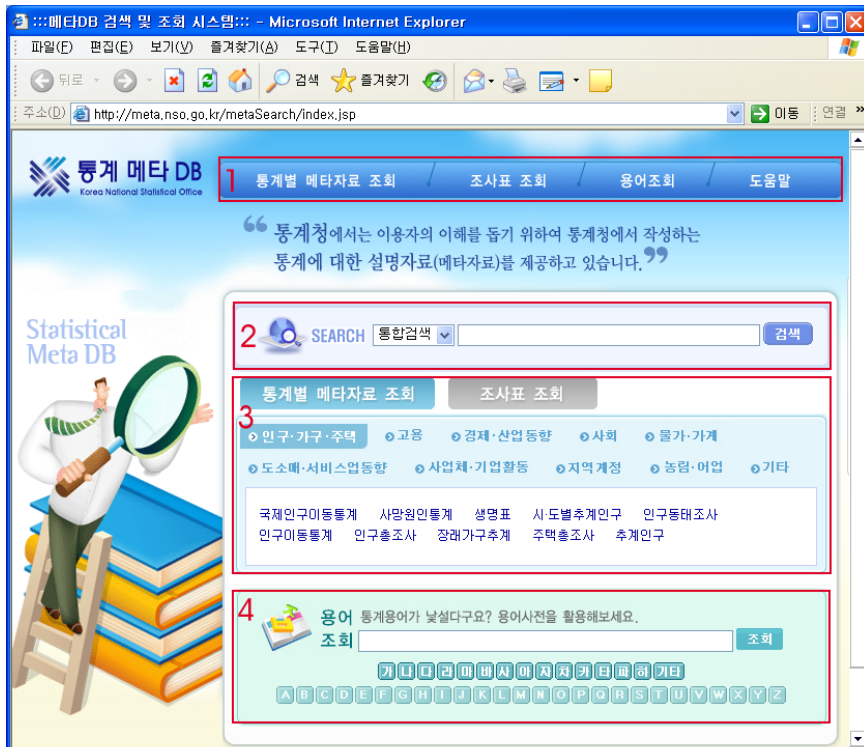 :::메타DB 검색 및 조회 시스템::: - Microsoft Internet Explorer
파일(F) 편집(E) 보기(V) 즐겨찾기(A) 도구(T) 도움말(H)
뒤로 검색 즐겨찾기
주소(D) http://meta.nso.go.kr/metaSearch/index.jsp 이동 연결 »
통계 메타 DB
Korea National Statistical Office
1 통계별 메타자료 조회 조사표 조회 용어조회 도움말
“ 통계청에서는 이용자의 이해를 돕기 위하여 통계청에서 작성하는
통계에 대한 설명자료(메타자료)를 제공하고 있습니다. ”
Statistical
Meta DB
2 SEARCH 통합검색 검색
통계별 메타자료 조회 조사표 조회
3
인구·가구·주택 고용 경제·산업동향 사회 물가·가계
도소매·서비스업동향 사업체·기업활동 지역계정 농림·어업 기타
국제인구이동통계 사망원인통계 생명표 시·도별추계인구 인구동태조사
인구이동통계 인구총조사 장래가구추계 주택총조사 추계인구
4 용어 통계용어가 낯설다구요? 용어사전을 활용해보세요.
조회 조회
가 나 다 라 마 바 사 아 자 차 카 타 파 하 기타
A B C D E F G H I J K L M N O P Q R S T U V W X Y Z